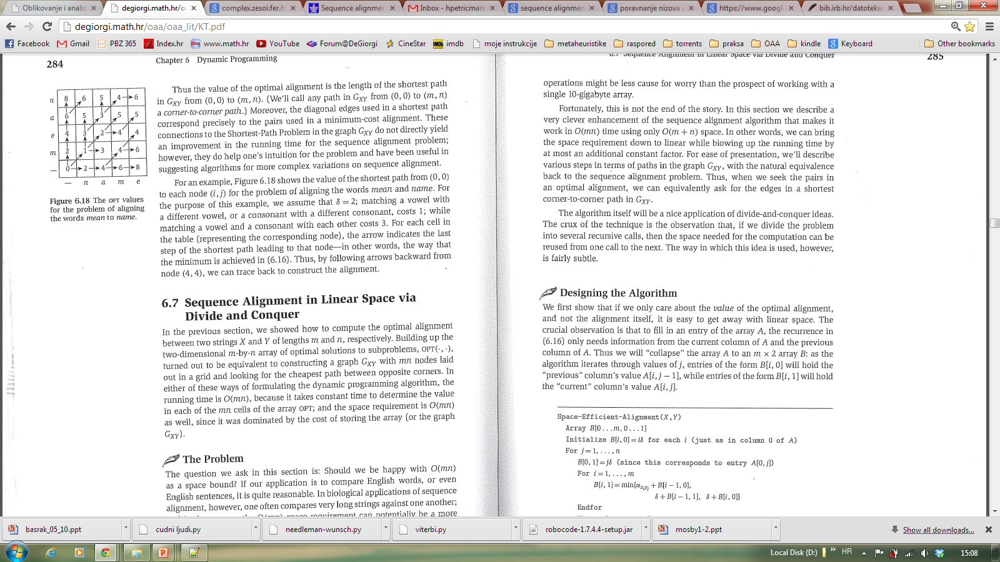 Oblikovanje i analiz
degiorgi.math.hr/o
complex.zesoi.fer.h
Sequence alignmen
Inbox - hpetricmare
sequence alignmen
poravnanje nizova
https://www.googl
bib.irb.hr/datoteka
degiorgi.math.hr/oaa/oaa_lit/KT.pdf
Facebook
Gmail
PBZ 365
Index.hr
www.math.hr
YouTube
Forum@DeGiorgi
CineStar
imdb
moje instrukcije
metaheuristike
raspored
torrents
praksa
OAA
kindle
Keyboard
Other bookmarks
284
Chapter 6 Dynamic Programming
n 8 6 5 4 6
a 6 5 3 5 5
e 4 3 2 4 4
m 2 1 3 4 6
— 0 2 4 6 8
— n a m e
Figure 6.18 The OPT values
for the problem of aligning
the words mean to name.
Thus the value of the optimal alignment is the length of the shortest path
in GXY from (0, 0) to (m, n). (We'll call any path in GXY from (0, 0) to (m, n)
a corner-to-corner path.) Moreover, the diagonal edges used in a shortest path
correspond precisely to the pairs used in a minimum-cost alignment. These
connections to the Shortest-Path Problem in the graph GXY do not directly yield
an improvement in the running time for the sequence alignment problem;
however, they do help one's intuition for the problem and have been useful in
suggesting algorithms for more complex variations on sequence alignment.
For an example, Figure 6.18 shows the value of the shortest path from (0, 0)
to each node (i, j) for the problem of aligning the words mean and name. For
the purpose of this example, we assume that δ = 2; matching a vowel with
a different vowel, or a consonant with a different consonant, costs 1; while
matching a vowel and a consonant with each other costs 3. For each cell in
the table (representing the corresponding node), the arrow indicates the last
step of the shortest path leading to that node—in other words, the way that
the minimum is achieved in (6.16). Thus, by following arrows backward from
node (4, 4), we can trace back to construct the alignment.
6.7 Sequence Alignment in Linear Space via
Divide and Conquer
In the previous section, we showed how to compute the optimal alignment
between two strings X and Y of lengths m and n, respectively. Building up the
two-dimensional m-by-n array of optimal solutions to subproblems, OPT(·, ·),
turned out to be equivalent to constructing a graph GXY with mn nodes laid
out in a grid and looking for the cheapest path between opposite corners. In
either of these ways of formulating the dynamic programming algorithm, the
running time is O(mn), because it takes constant time to determine the value
in each of the mn cells of the array OPT; and the space requirement is O(mn)
as well, since it was dominated by the cost of storing the array (or the graph
GXY).
The Problem
The question we ask in this section is: Should we be happy with O(mn)
as a space bound? If our application is to compare English words, or even
English sentences, it is quite reasonable. In biological applications of sequence
alignment, however, one often compares very long strings against one another;
space requirement can potentially be a more
6.7 Sequence Alignment in Linear Space via Divide and Conquer
285
operations might be less cause for worry than the prospect of working with a
single 10-gigabyte array.
Fortunately, this is not the end of the story. In this section we describe a
very clever enhancement of the sequence alignment algorithm that makes it
work in O(mn) time using only O(m + n) space. In other words, we can bring
the space requirement down to linear while blowing up the running time by
at most an additional constant factor. For ease of presentation, we'll describe
various steps in terms of paths in the graph GXY, with the natural equivalence
back to the sequence alignment problem. Thus, when we seek the pairs in
an optimal alignment, we can equivalently ask for the edges in a shortest
corner-to-corner path in GXY.
The algorithm itself will be a nice application of divide-and-conquer ideas.
The crux of the technique is the observation that, if we divide the problem
into several recursive calls, then the space needed for the computation can be
reused from one call to the next. The way in which this idea is used, however,
is fairly subtle.
Designing the Algorithm
We first show that if we only care about the value of the optimal alignment,
and not the alignment itself, it is easy to get away with linear space. The
crucial observation is that to fill in an entry of the array A, the recurrence in
(6.16) only needs information from the current column of A and the previous
column of A. Thus we will "collapse" the array A to an m × 2 array B: as the
algorithm iterates through values of j, entries of the form B[i, 0] will hold the
"previous" column's value A[i, j − 1], while entries of the form B[i, 1] will hold
the "current" column's value A[i, j].
Space-Efficient-Alignment(X,Y)
Array B[0...m,0...1]
Initialize B[i,0]=iδ for each i (just as in column 0 of A)
For j=1,...,n
B[0,1]=jδ (since this corresponds to entry A[0,j])
For i=1,...,m
B[i,1]=min[αxiyj+B[i−1,0],
δ+B[i−1,1], δ+B[i,0]]
Endfor
basrak_05_10.ppt
cudni ljudi.py
needleman-wunsch.py
viterbi.py
robocode-1.7.4.4-setup.jar
mosby1-2.ppt
Show all downloads...
Local Disk (D:)
»
HR
15:08